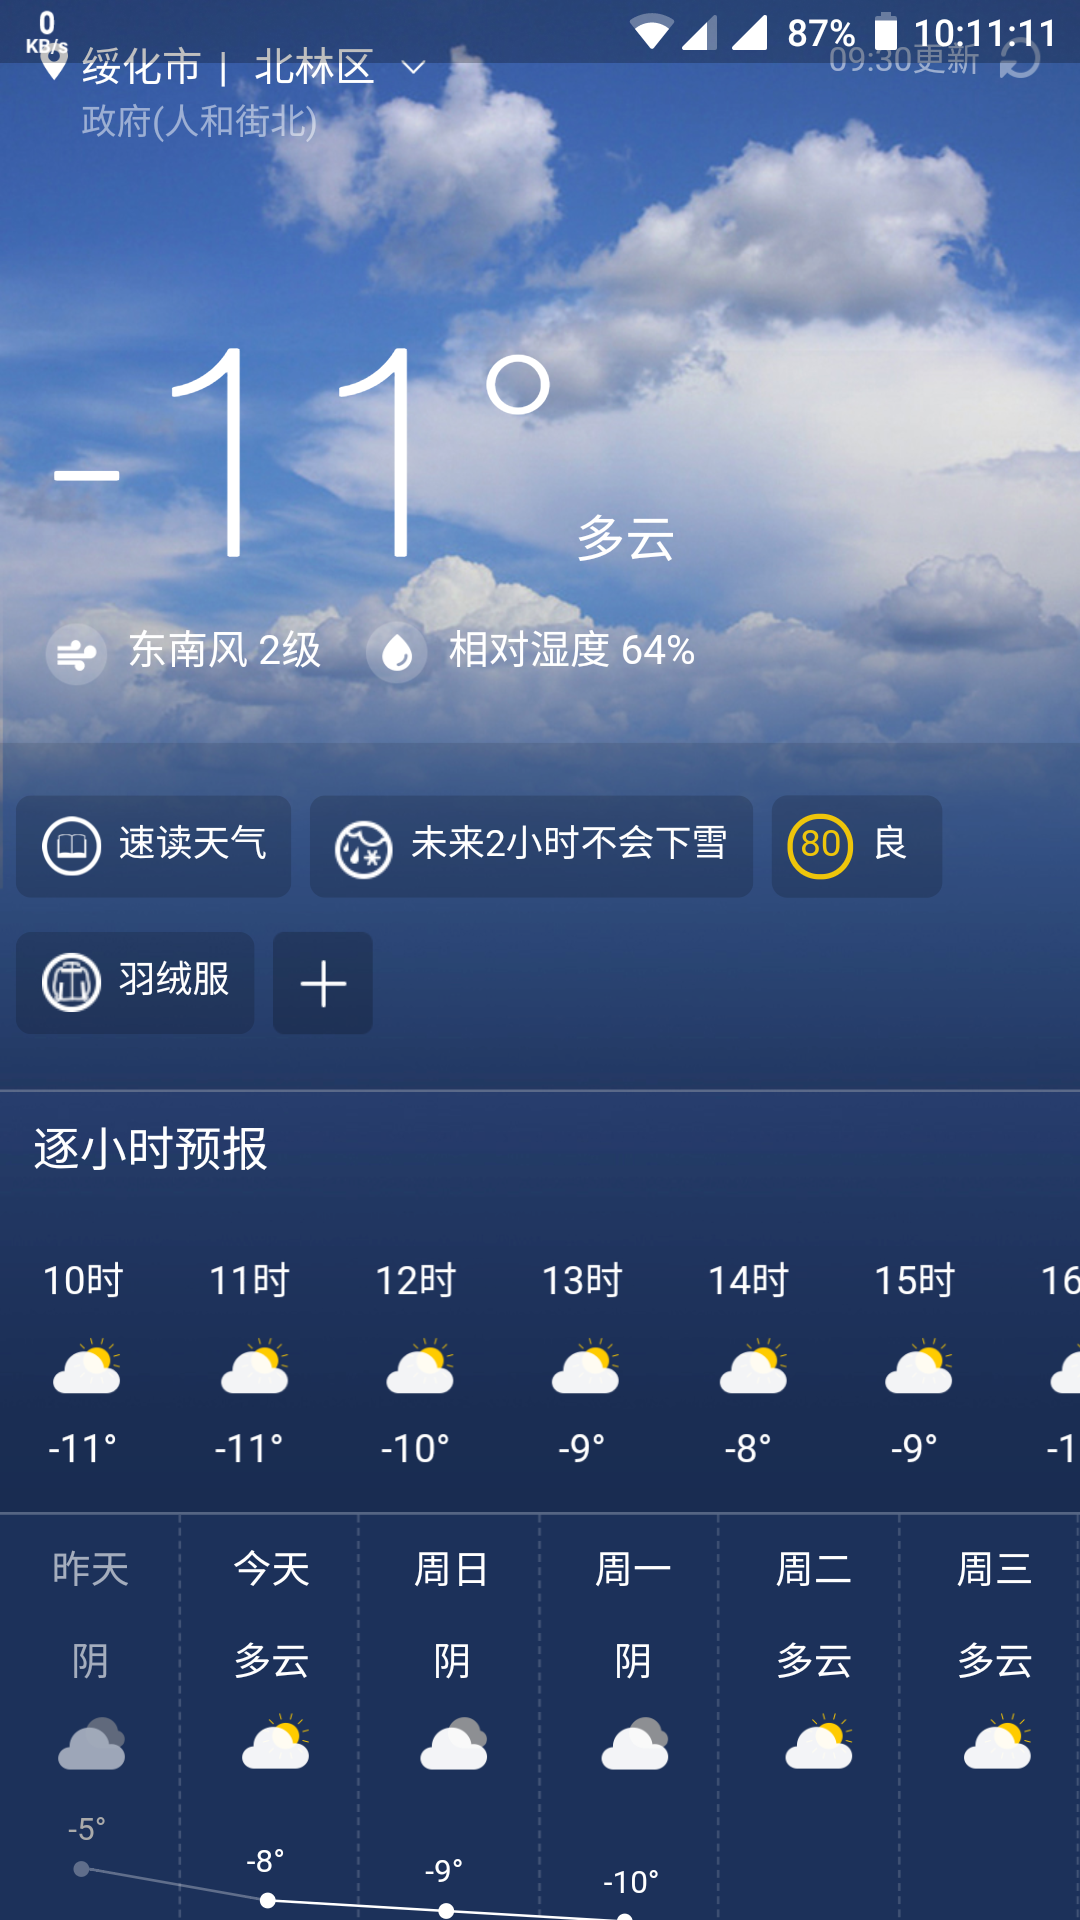 0
KB/s
87% 10:11:11
绥化市 | 北林区
09:30更新
政府(人和街北)
-11°
多云
东南风 2级 相对湿度 64%
速读天气 未来2小时不会下雪 80 良
羽绒服 +
逐小时预报
10时 11时 12时 13时 14时 15时 16
-11° -11° -10° -9° -8° -9° -1
昨天 今天 周日 周一 周二 周三
阴 多云 阴 阴 多云 多云
-5° -8° -9° -10°